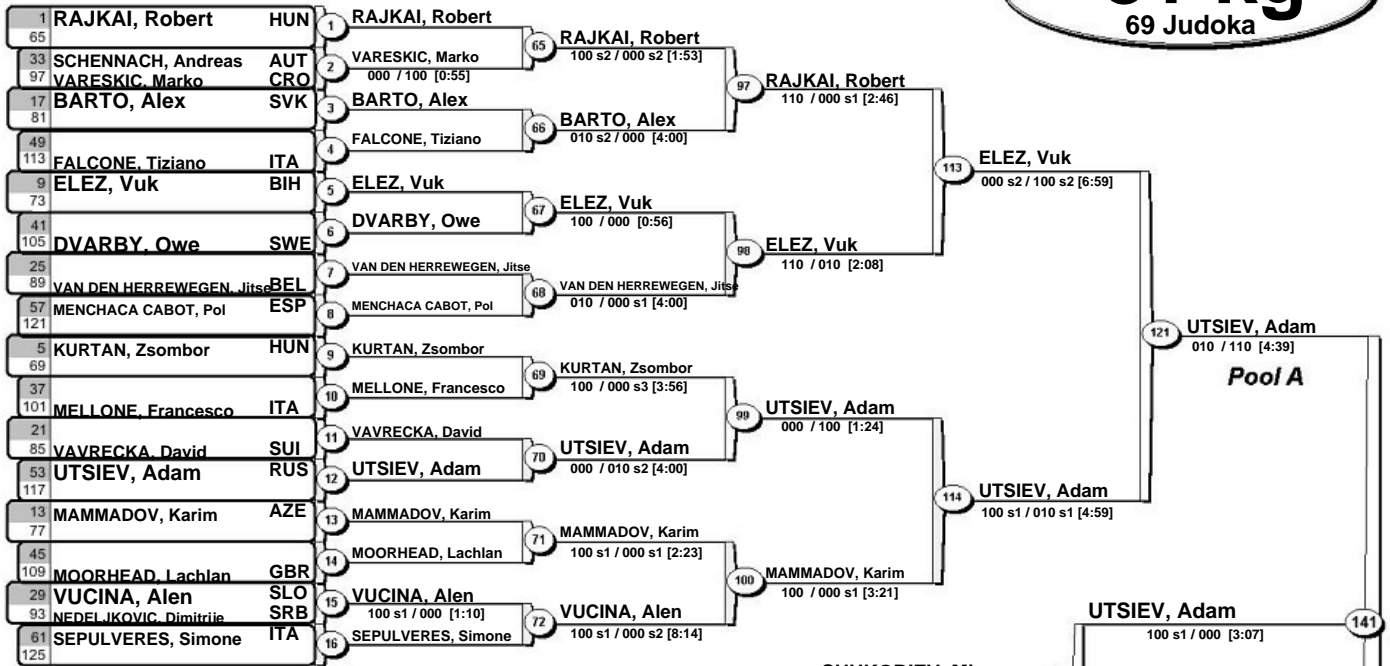 69 Judoka
1 RAJKAI, Robert HUN
65
33 SCHENNACH, Andreas AUT
97 VARESKIC, Marko CRO
17 BARTO, Alex SVK
81
49
113 FALCONE, Tiziano ITA
9 ELEZ, Vuk BIH
73
41
105 DVARBY, Owe SWE
25
89 VAN DEN HERREWEGEN, Jitse BEL
57 MENCHACA CABOT, Pol ESP
121
5 KURTAN, Zsombor HUN
69
37
101 MELLONE, Francesco ITA
21
85 VAVRECKA, David SUI
53 UTSIEV, Adam RUS
117
13 MAMMADOV, Karim AZE
77
45
109 MOORHEAD, Lachlan GBR
29 VUCINA, Alen SLO
93 NEDELJKOVIC, Dimitrije SRB
61 SEPULVERES, Simone ITA
125
1 RAJKAI, Robert
2 VARESKIC, Marko
000 / 100 [0:55]
3 BARTO, Alex
4 FALCONE, Tiziano
5 ELEZ, Vuk
6 DVARBY, Owe
7 VAN DEN HERREWEGEN, Jitse
8 MENCHACA CABOT, Pol
9 KURTAN, Zsombor
10 MELLONE, Francesco
11 VAVRECKA, David
12 UTSIEV, Adam
13 MAMMADOV, Karim
14 MOORHEAD, Lachlan
15 VUCINA, Alen
100 s1 / 000 [1:10]
16 SEPULVERES, Simone
65 RAJKAI, Robert
100 s2 / 000 s2 [1:53]
66 BARTO, Alex
010 s2 / 000 [4:00]
67 ELEZ, Vuk
100 / 000 [0:56]
68 VAN DEN HERREWEGEN, Jitse
010 / 000 s1 [4:00]
69 KURTAN, Zsombor
100 / 000 s3 [3:56]
70 UTSIEV, Adam
000 / 010 s2 [4:00]
71 MAMMADOV, Karim
100 s1 / 000 s1 [2:23]
72 VUCINA, Alen
100 s1 / 000 s2 [8:14]
97 RAJKAI, Robert
110 / 000 s1 [2:46]
98 ELEZ, Vuk
110 / 010 [2:08]
99 UTSIEV, Adam
000 / 100 [1:24]
100 MAMMADOV, Karim
100 / 000 s1 [3:21]
113 ELEZ, Vuk
000 s2 / 100 s2 [6:59]
114 UTSIEV, Adam
100 s1 / 010 s1 [4:59]
121 UTSIEV, Adam
010 / 110 [4:39]
Pool A
UTSIEV, Adam
100 s1 / 000 [3:07]
141